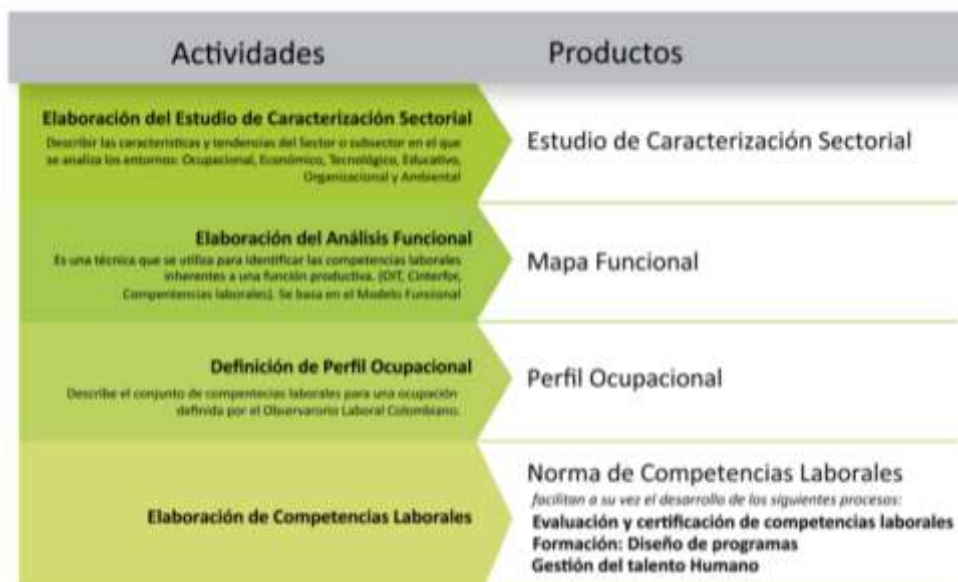 Actividades
Productos
Elaboración del Estudio de Caracterización Sectorial
Describir las características y tendencias del Sector o subsector en el que
se analiza los entornos: Ocupacional, Económico, Tecnológico, Educativo,
Organizacional y Ambiental
Estudio de Caracterización Sectorial
Elaboración del Análisis Funcional
Es una técnica que se utiliza para identificar las competencias laborales
inherentes a una función productiva. (OIT, Cinterfor,
Compentencias laborales). Se basa en el Modelo Funcional
Mapa Funcional
Definición de Perfil Ocupacional
Describe el conjunto de compentecias laborales para una ocupación
definida por el Observarorio Laboral Colombiano.
Perfil Ocupacional
Elaboración de Competencias Laborales
Norma de Competencias Laborales
facilitan a su vez el desarrollo de los siguientes procesos:
Evaluación y certificación de competencias laborales
Formación: Diseño de programas
Gestión del talento Humano